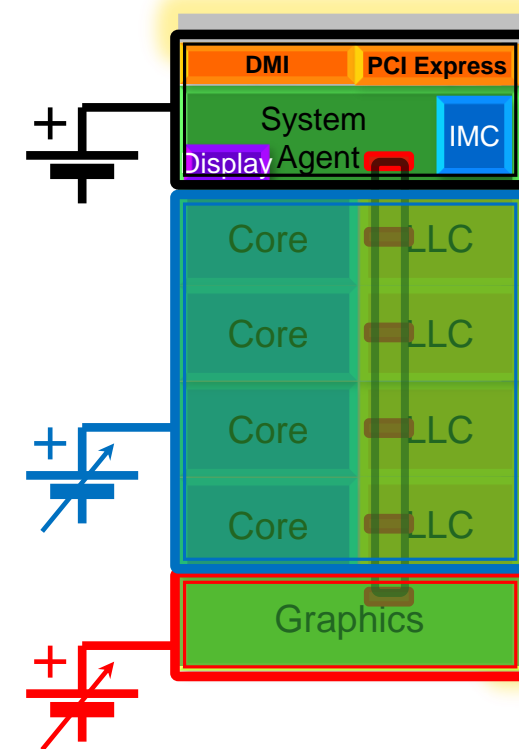 DMI PCI Express
+
System
Agent
IMC
Display
Core LLC
Core LLC
+
Core LLC
Core LLC
Graphics
+